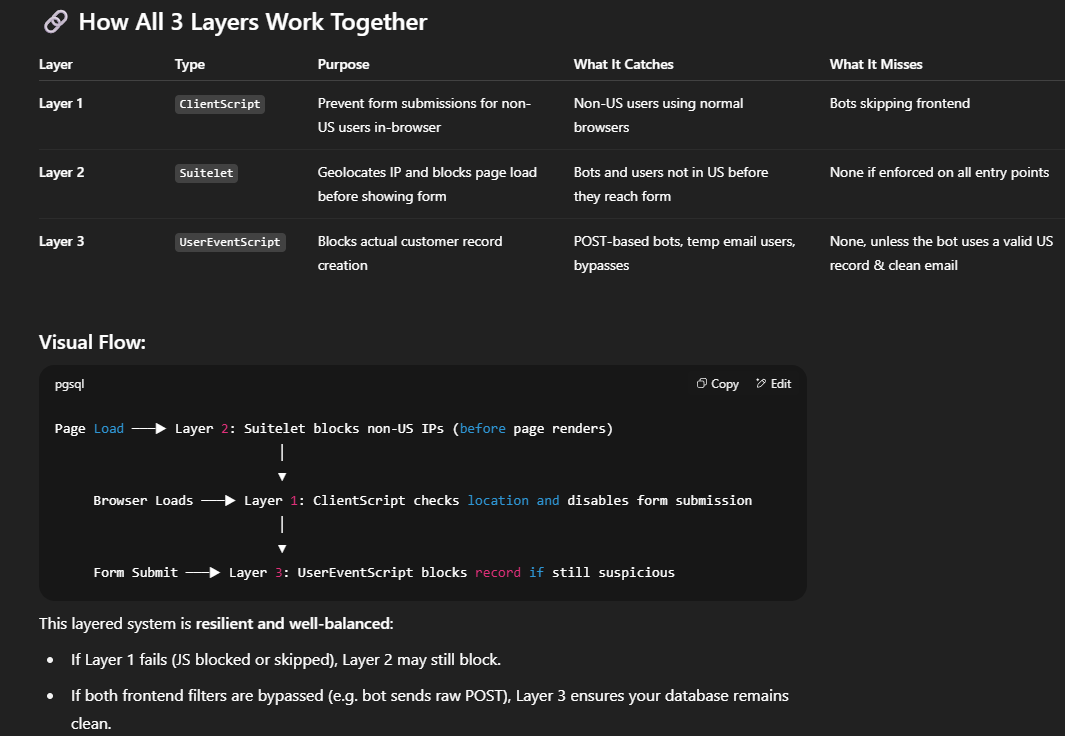 🔗 How All 3 Layers Work Together
Layer Type Purpose What It Catches What It Misses
Layer 1 ClientScript Prevent form submissions for non- Non-US users using normal Bots skipping frontend
US users in-browser browsers
Layer 2 Suitelet Geolocates IP and blocks page load Bots and users not in US before None if enforced on all entry points
before showing form they reach form
Layer 3 UserEventScript Blocks actual customer record POST-based bots, temp email users, None, unless the bot uses a valid US
creation bypasses record & clean email
Visual Flow:
pgsql Copy Edit
Page Load ───▶ Layer 2: Suitelet blocks non-US IPs (before page renders)
│
▼
Browser Loads ───▶ Layer 1: ClientScript checks location and disables form submission
│
▼
Form Submit ───▶ Layer 3: UserEventScript blocks record if still suspicious
This layered system is resilient and well-balanced:
• If Layer 1 fails (JS blocked or skipped), Layer 2 may still block.
• If both frontend filters are bypassed (e.g. bot sends raw POST), Layer 3 ensures your database remains
clean.